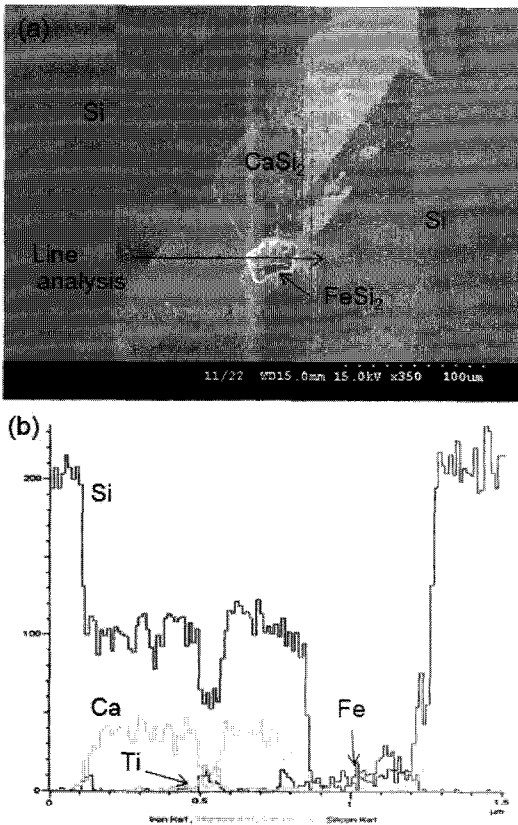 (a)
Si
CaSi2
Si
Line
analysis
FeSi2
11/22 WD15.0mm 15.0kV x350 100um
(b)
200
Si
100
Ca
Fe
Ti
0
0
0.5
1
1.5
μm